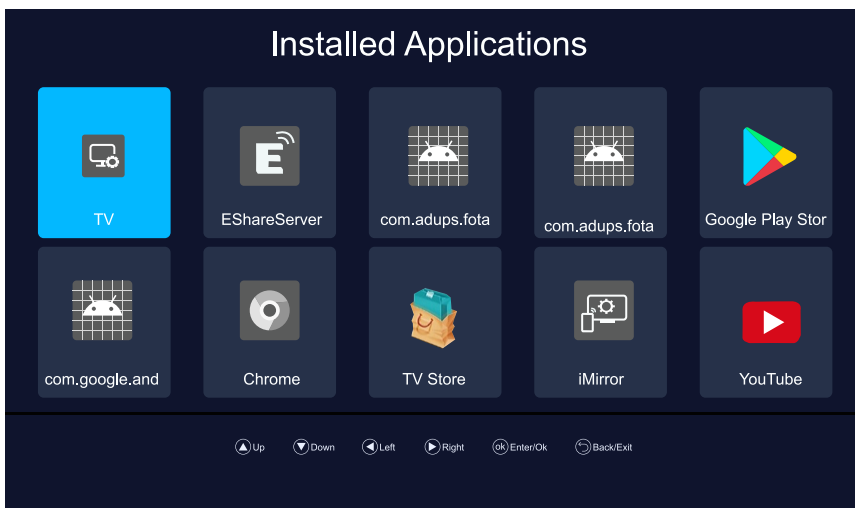 Installed Applications
TV
EShareServer
com.adups.fota
com.adups.fota
Google Play Stor
com.google.and
Chrome
TV Store
iMirror
YouTube
Up Down Left Right ok Enter/Ok Back/Exit